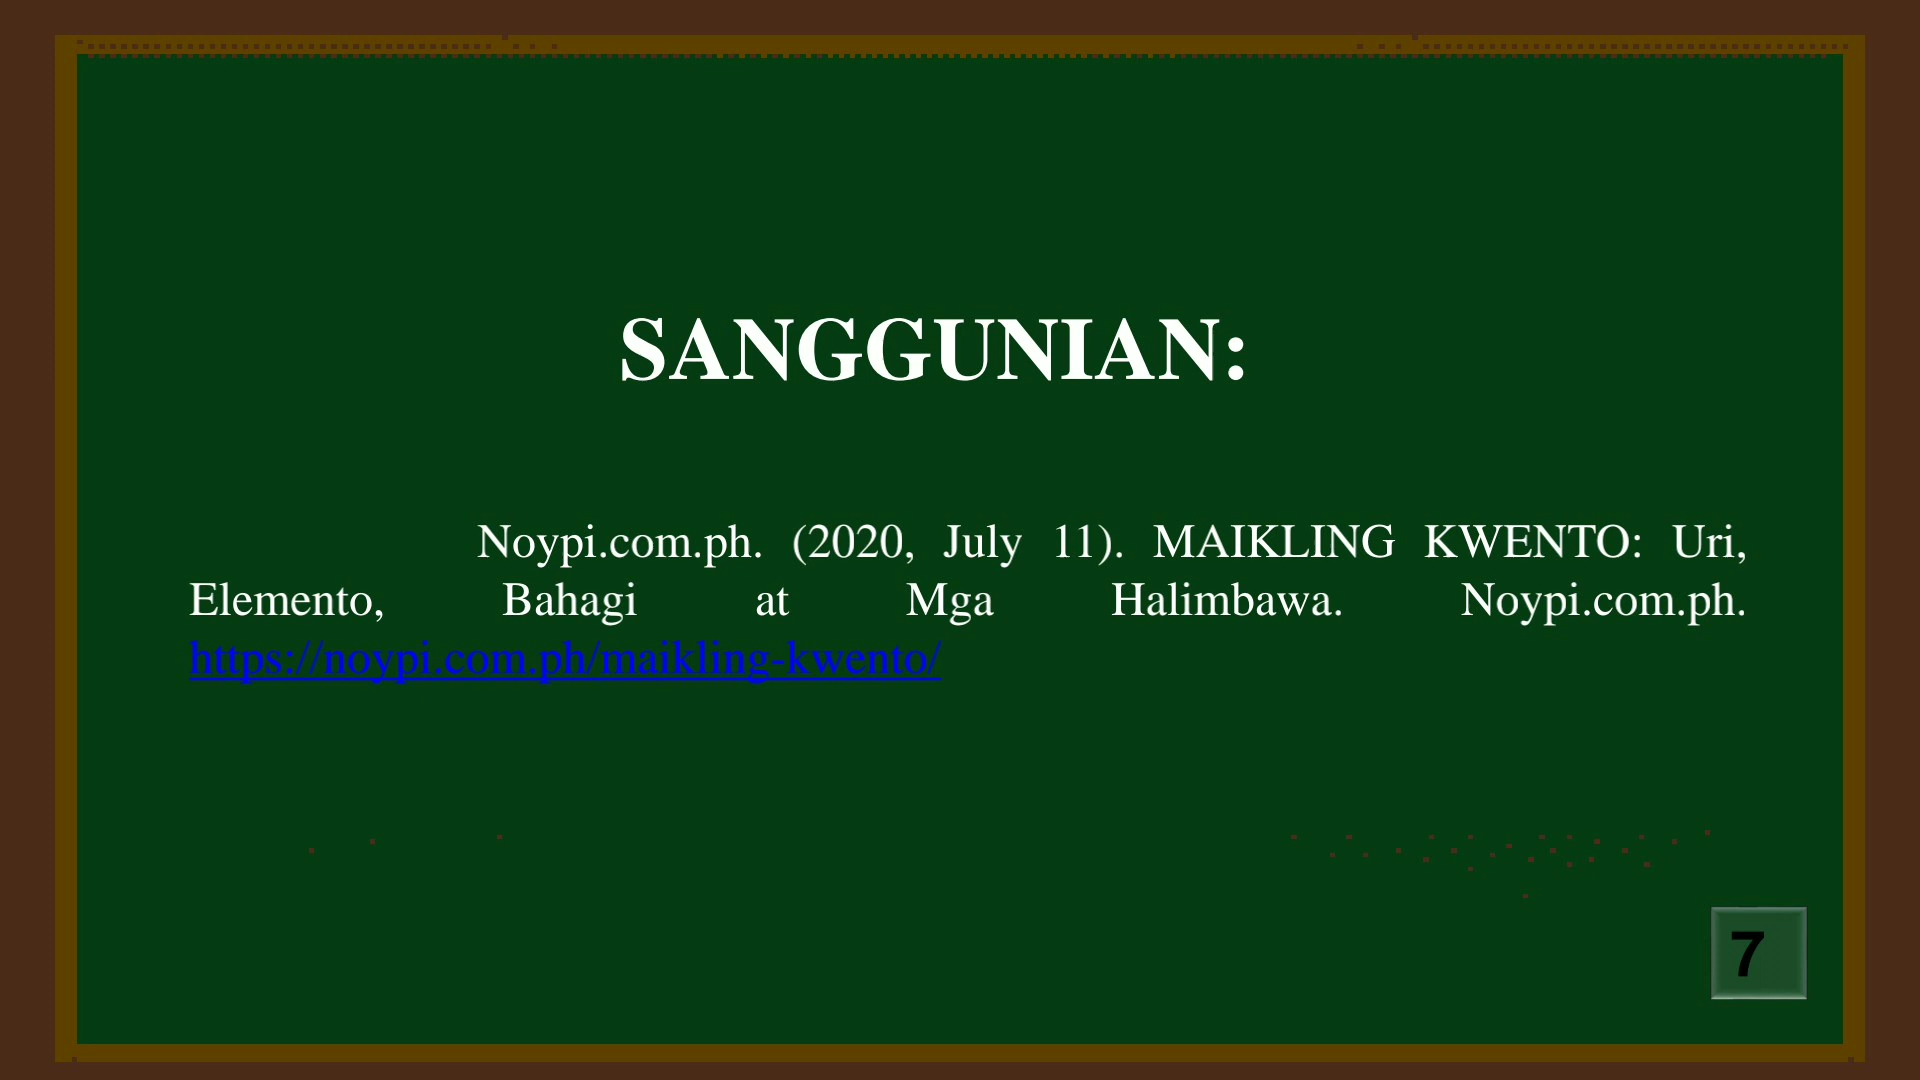 SANGGUNIAN:
Noypi.com.ph. (2020, July 11). MAIKLING KWENTO: Uri,
Elemento, Bahagi at Mga Halimbawa. Noypi.com.ph.
https://noypi.com.ph/maikling-kwento/
7